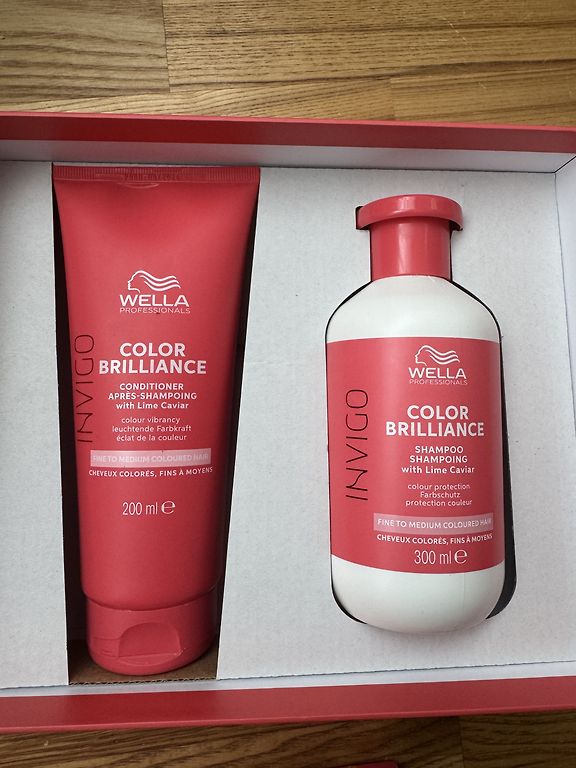 WELLA
PROFESSIONALS
INVIGO
COLOR
BRILLIANCE
CONDITIONER
APRÈS-SHAMPOING
with Lime Caviar
colour vibrancy
leuchtende Farbkraft
éclat de la couleur
FINE TO MEDIUM COLOURED HAIR
CHEVEUX COLORÉS, FINS À MOYENS
200 ml e
WELLA
PROFESSIONALS
INVIGO
COLOR
BRILLIANCE
SHAMPOO
SHAMPOING
with Lime Caviar
colour protection
Farbschutz
protection couleur
FINE TO MEDIUM COLOURED HAIR
CHEVEUX COLORÉS, FINS À MOYENS
300 ml e